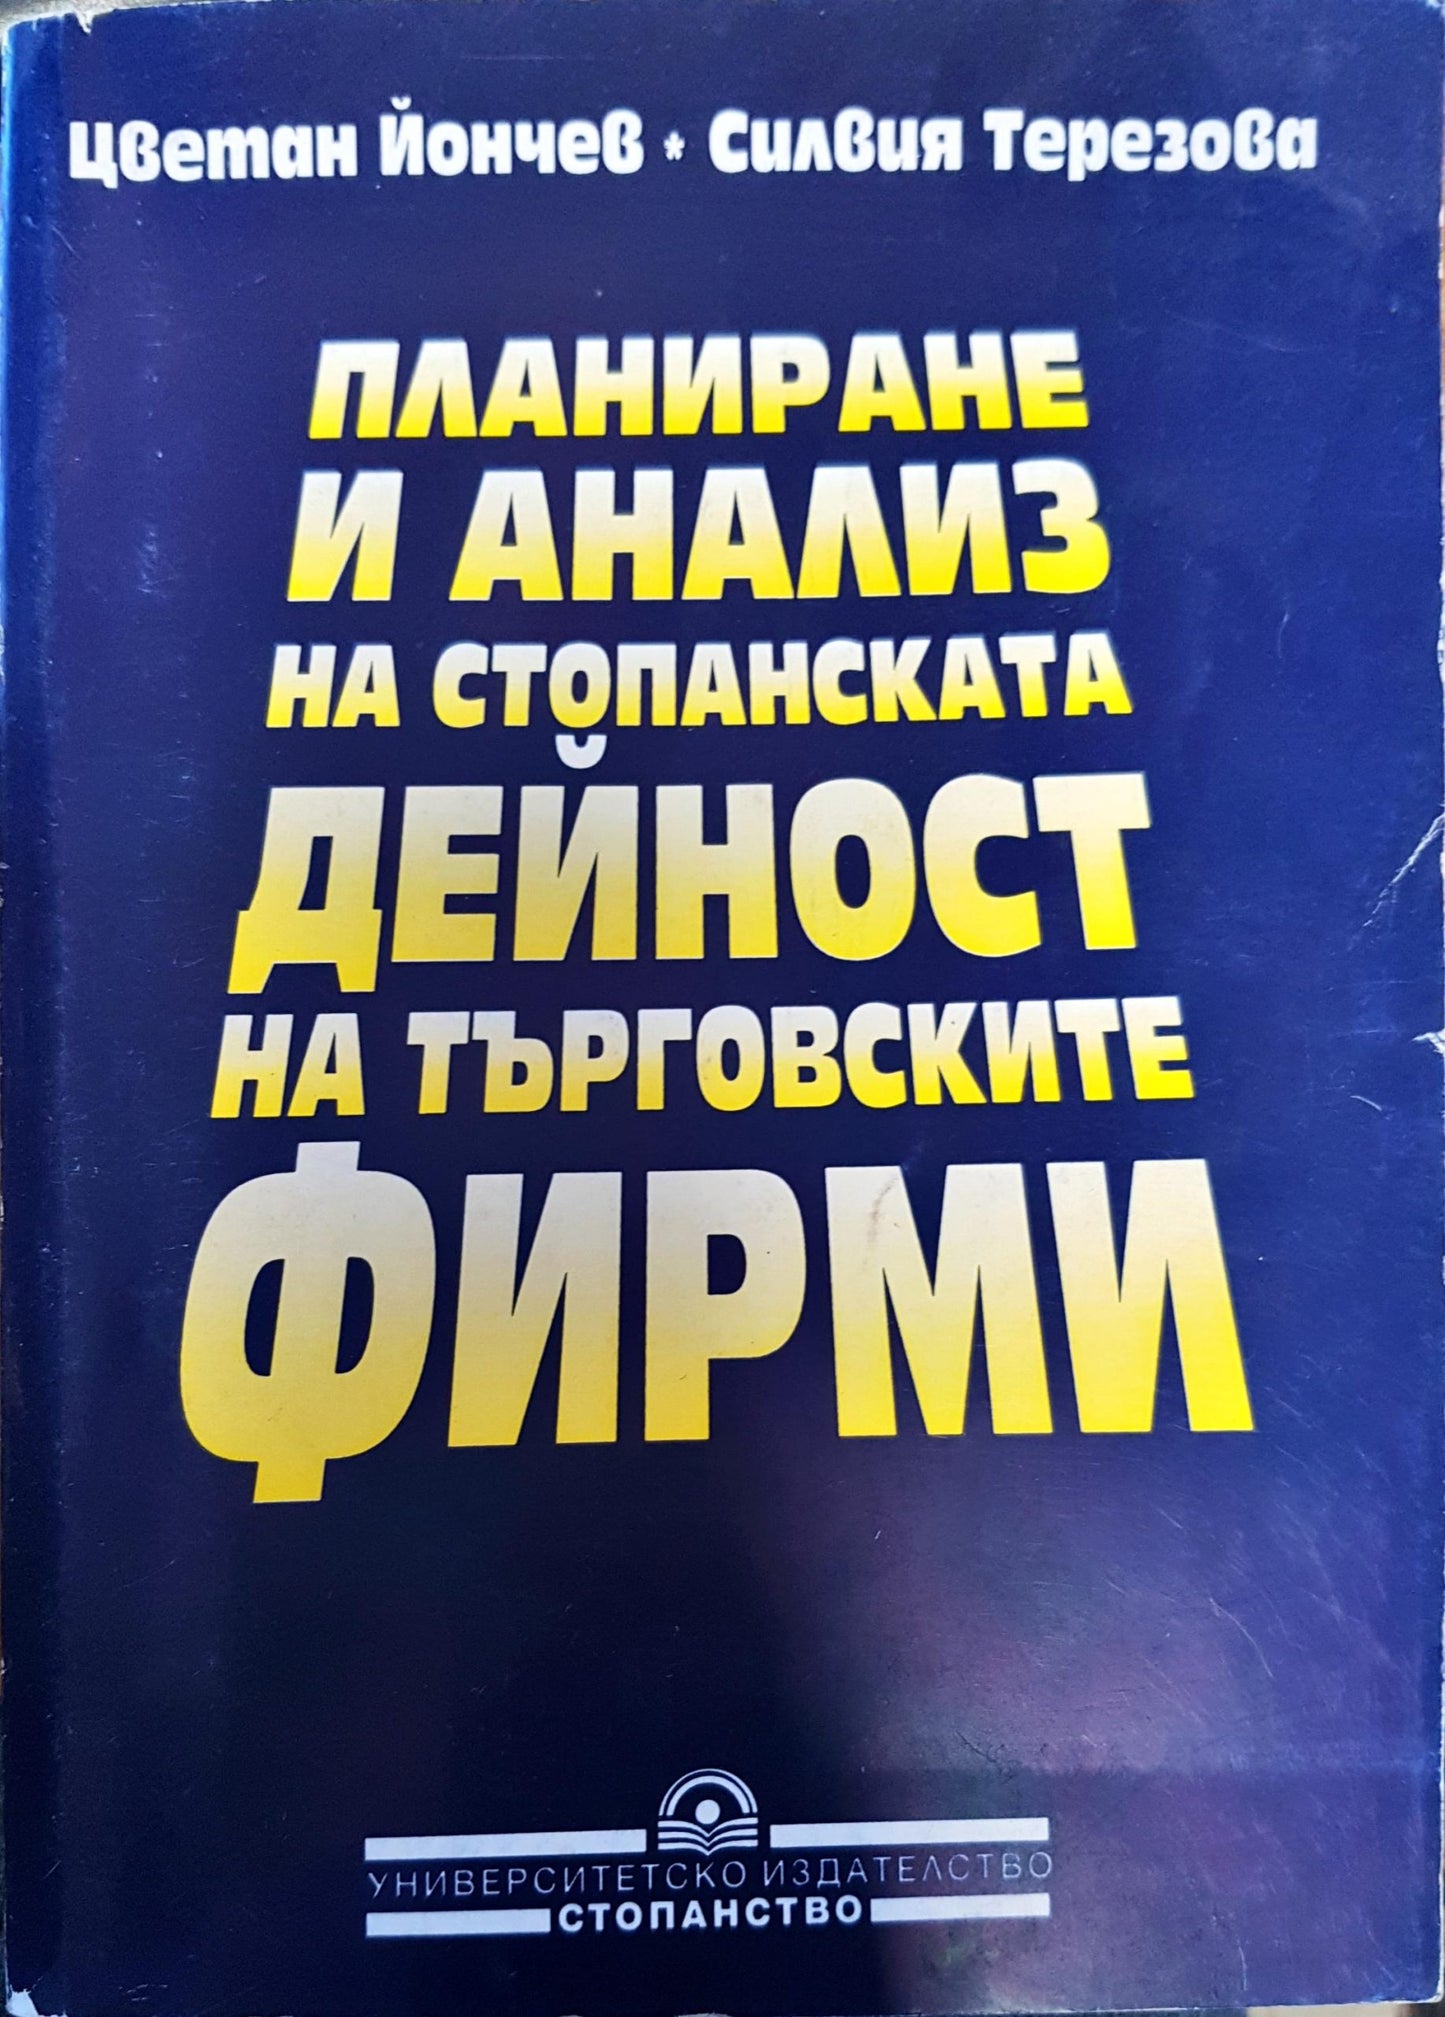 Цветан Йончев * Силвия Терезова
ПЛАНИРАНЕ
И АНАЛИЗ
НА СТОПАНСКАТА
ДЕЙНОСТ
НА ТЪРГОВСКИТЕ
ФИРМИ
УНИВЕРСИТЕТСКО ИЗДАТЕЛСТВО
СТОПАНСТВО